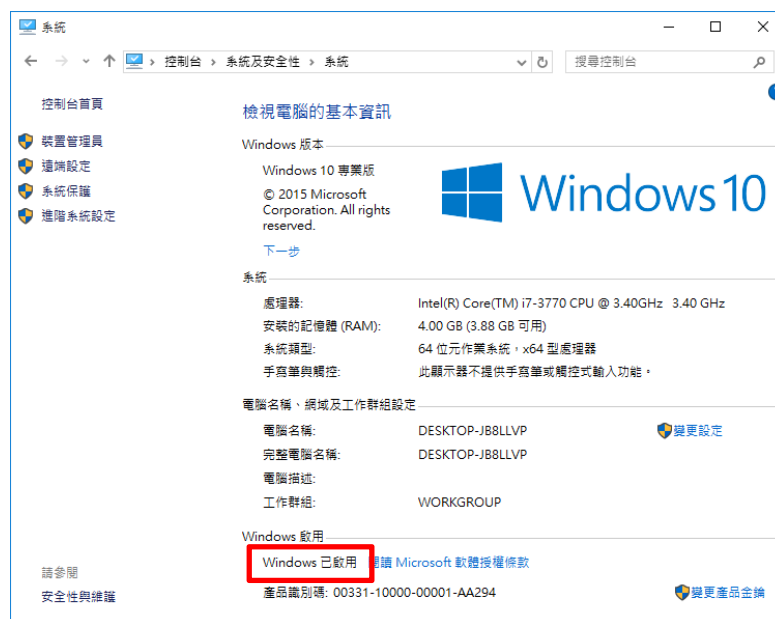 系統
控制台 › 系統及安全性 › 系統
搜尋控制台
控制台首頁
裝置管理員
遠端設定
系統保護
進階系統設定
檢視電腦的基本資訊
Windows 版本
Windows 10 專業版
© 2015 Microsoft
Corporation. All rights
reserved.
下一步
Windows 10
系統
處理器: Intel(R) Core(TM) i7-3770 CPU @ 3.40GHz 3.40 GHz
安裝的記憶體 (RAM): 4.00 GB (3.88 GB 可用)
系統類型: 64 位元作業系統，x64 型處理器
手寫筆與觸控: 此顯示器不提供手寫筆或觸控式輸入功能。
電腦名稱、網域及工作群組設定
電腦名稱: DESKTOP-JB8LLVP 變更設定
完整電腦名稱: DESKTOP-JB8LLVP
電腦描述:
工作群組: WORKGROUP
Windows 啟用
Windows 已啟用 閱讀 Microsoft 軟體授權條款
產品識別碼: 00331-10000-00001-AA294 變更產品金鑰
請參閱
安全性與維護